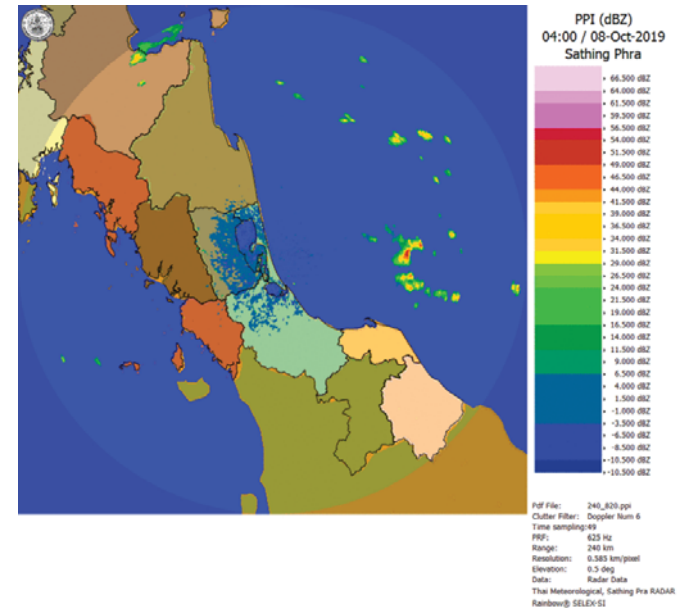 PPI (dBZ)
04:00 / 08-Oct-2019
Sathing Phra
66.500 dBZ
64.000 dBZ
61.500 dBZ
59.500 dBZ
56.500 dBZ
54.000 dBZ
51.500 dBZ
49.000 dBZ
46.500 dBZ
44.000 dBZ
41.500 dBZ
39.000 dBZ
36.500 dBZ
34.000 dBZ
31.500 dBZ
29.000 dBZ
26.500 dBZ
24.000 dBZ
21.500 dBZ
19.000 dBZ
16.500 dBZ
14.000 dBZ
11.500 dBZ
9.000 dBZ
6.500 dBZ
4.000 dBZ
1.500 dBZ
-1.000 dBZ
-3.500 dBZ
-6.500 dBZ
-8.500 dBZ
-10.500 dBZ
-10.500 dBZ
Pdf File: 240_820.ppi
Clutter Filter: Doppler Num 6
Time sampling:49
PRF: 625 Hz
Range: 240 km
Resolution: 0.585 km/pixel
Elevation: 0.5 deg
Data: Radar Data
Thai Meteorological, Sathing Pra RADAR
Rainbow® SELEX-SI